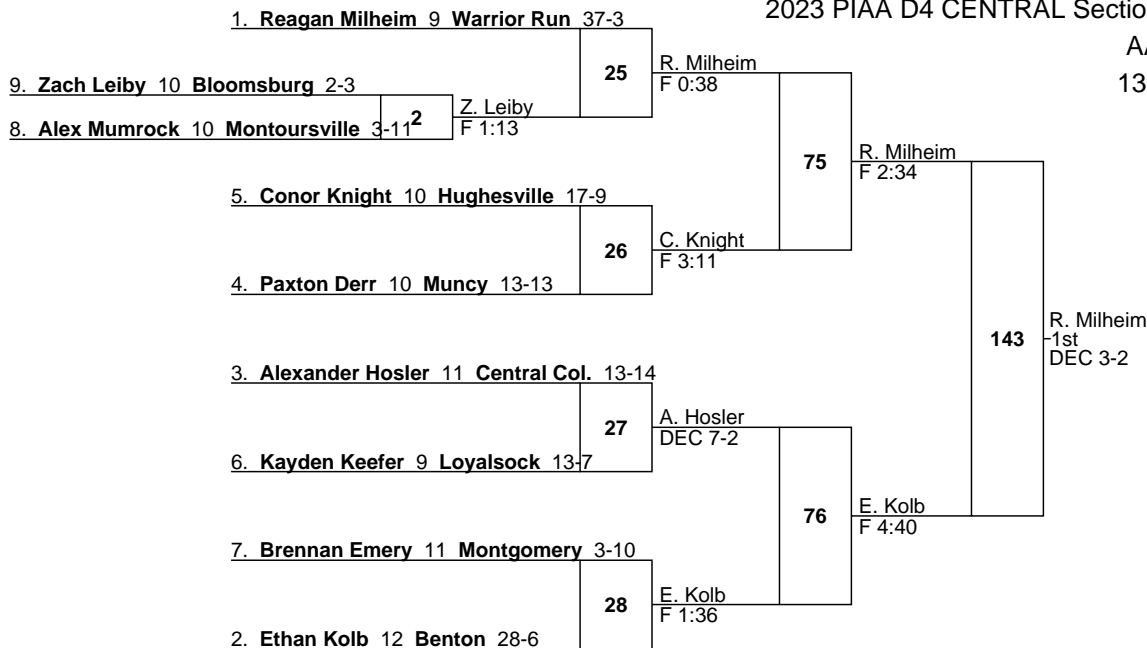 2023 PIAA D4 CENTRAL Sectio
AA
13
1. Reagan Milheim 9 Warrior Run 37-3
25
R. Milheim
F 0:38
9. Zach Leiby 10 Bloomsburg 2-3
2
Z. Leiby
F 1:13
8. Alex Mumrock 10 Montoursville 3-11
75
R. Milheim
F 2:34
5. Conor Knight 10 Hughesville 17-9
26
C. Knight
F 3:11
4. Paxton Derr 10 Muncy 13-13
143
R. Milheim
1st
DEC 3-2
3. Alexander Hosler 11 Central Col. 13-14
27
A. Hosler
DEC 7-2
6. Kayden Keefer 9 Loyalsock 13-7
76
E. Kolb
F 4:40
7. Brennan Emery 11 Montgomery 3-10
28
E. Kolb
F 1:36
2. Ethan Kolb 12 Benton 28-6